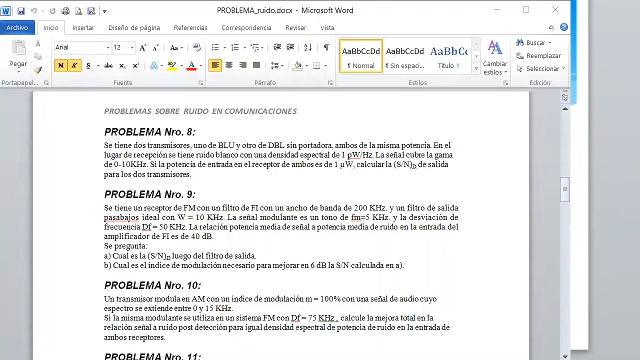 PROBLEMA_ruido.docx - Microsoft Word
Archivo Inicio Insertar Diseño de página Referencias Correspondencia Revisar Vista
Arial 12 Buscar
Pegar Reemplazar
Seleccionar
AaBbCcDd AaBbCcDd AaBbCc
¶ Normal ¶ Sin espaci... Título 1
Cambiar estilos
Portapape... Fuente Párrafo Estilos Edición
PROBLEMAS SOBRE RUIDO EN COMUNICACIONES
PROBLEMA Nro. 8:
Se tiene dos transmisores, uno de BLU y otro de DBL sin portadora, ambos de la misma potencia. En el
lugar de recepción se tiene ruido blanco con una densidad espectral de 1 pW/Hz. La señal cubre la gama
de 0-10KHz. Si la potencia de entrada en el receptor de ambos es de 1 µW, calcular la (S/N)D de salida
para los dos transmisores.
PROBLEMA Nro. 9:
Se tiene un receptor de FM con un filtro de FI con un ancho de banda de 200 KHz, y un filtro de salida
pasabajos ideal con W = 10 KHz. La señal modulante es un tono de fm=5 KHz. y la desviación de
frecuencia Df = 50 KHz. La relación potencia media de señal a potencia media de ruido en la entrada del
amplificador de FI es de 40 dB.
Se pregunta:
a) Cual es la (S/N)D luego del filtro de salida.
b) Cual es el indice de modulación necesario para mejorar en 6 dB la S/N calculada en a).
PROBLEMA Nro. 10:
Un transmisor modula en AM con un indice de modulación m = 100% con una señal de audio cuyo
espectro se extiende entre 0 y 15 KHz.
Si la misma modulante se utiliza en un sistema FM con Df = 75 KHz , calcule la mejora total en la
relación señal a ruido post detección para igual densidad espectral de potencia de ruido en la entrada de
ambos receptores.
PROBLEMA Nro. 11: